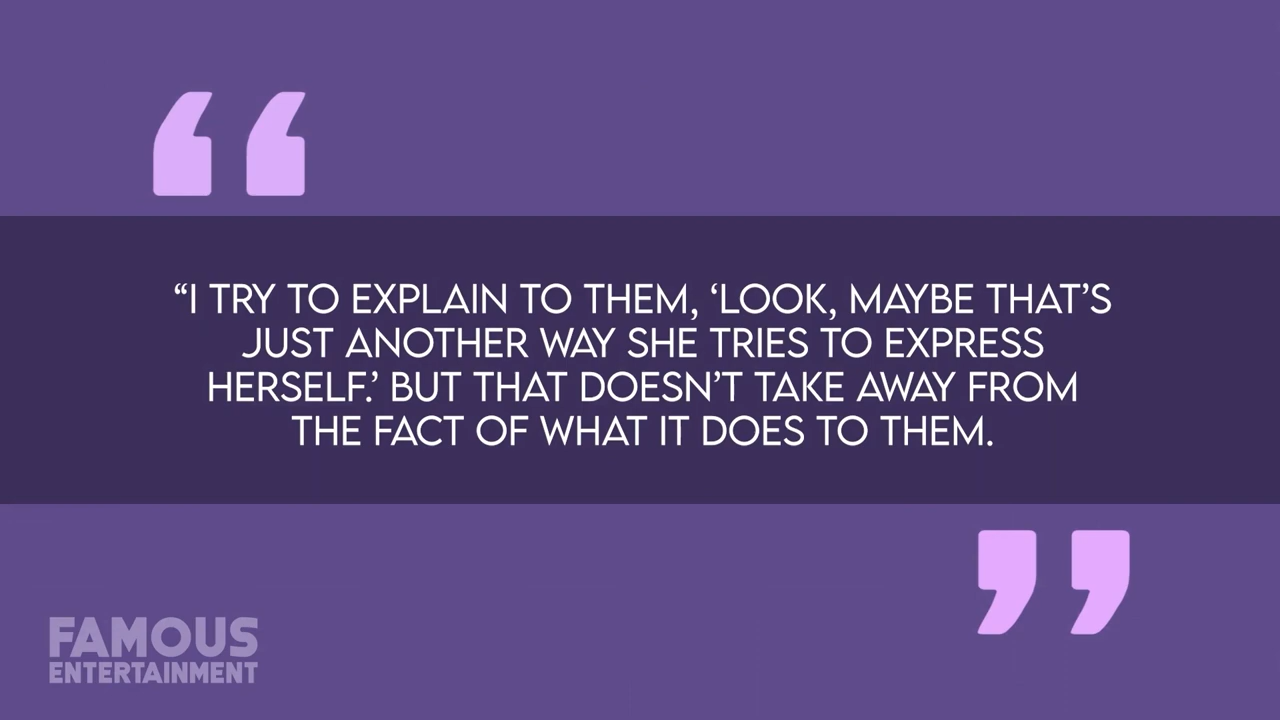 “I TRY TO EXPLAIN TO THEM, ‘LOOK, MAYBE THAT’S
JUST ANOTHER WAY SHE TRIES TO EXPRESS
HERSELF.’ BUT THAT DOESN’T TAKE AWAY FROM
THE FACT OF WHAT IT DOES TO THEM.
FAMOUS
ENTERTAINMENT